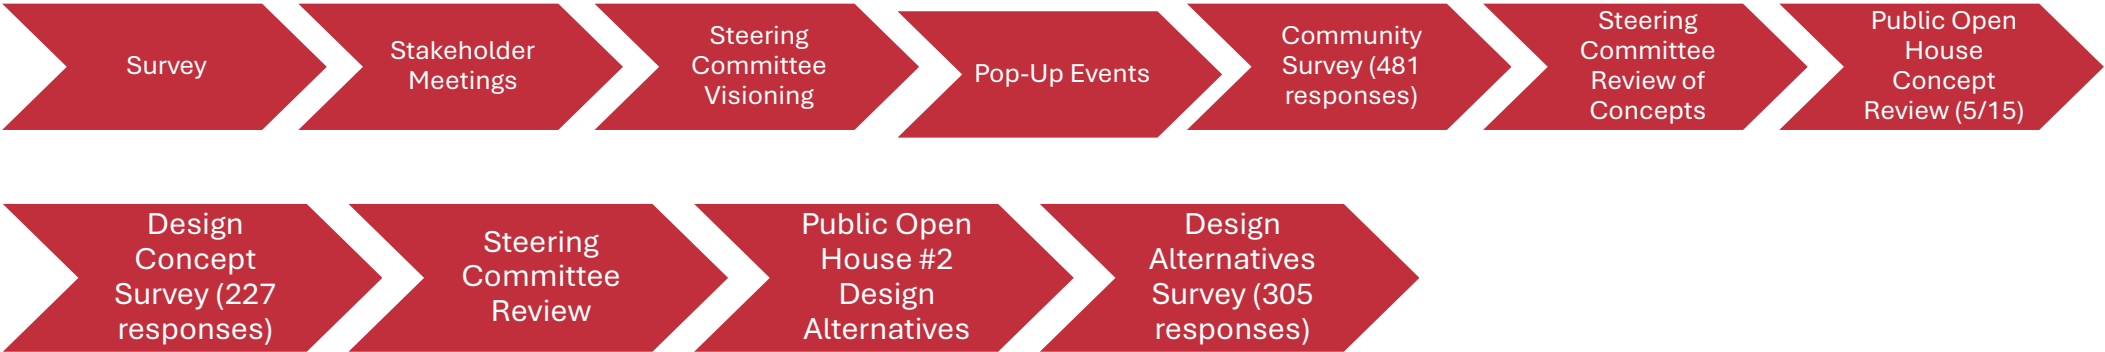 Survey
Stakeholder
Meetings
Steering
Committee
Visioning
Pop-Up Events
Community
Survey (481
responses)
Steering
Committee
Review of
Concepts
Public Open
House
Concept
Review (5/15)
Design
Concept
Survey (227
responses)
Steering
Committee
Review
Public Open
House #2
Design
Alternatives
Design
Alternatives
Survey (305
responses)